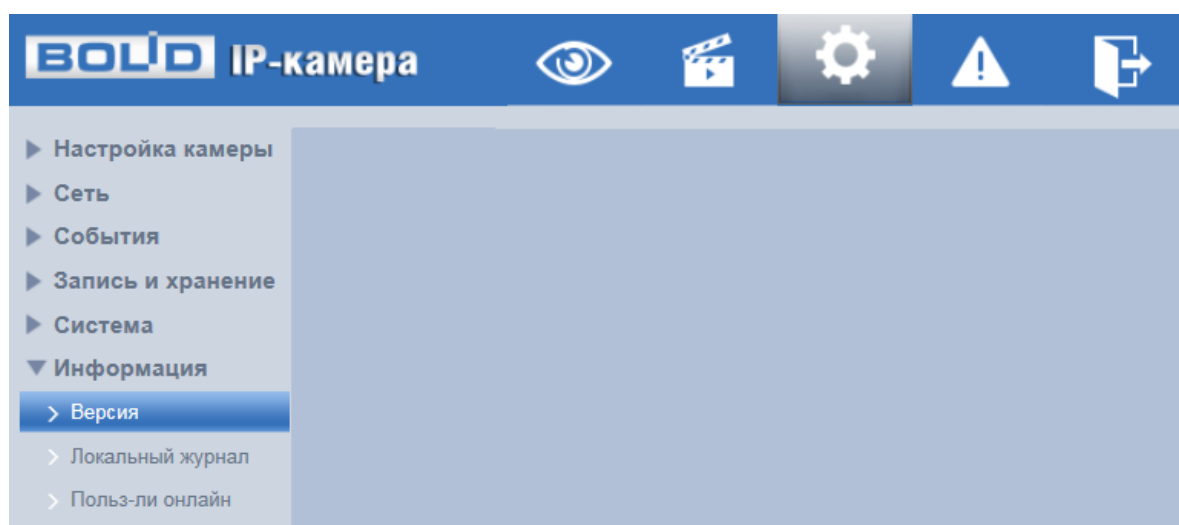 BOLID IP-камера
Настройка камеры
Сеть
События
Запись и хранение
Система
Информация
Версия
Локальный журнал
Польз-ли онлайн